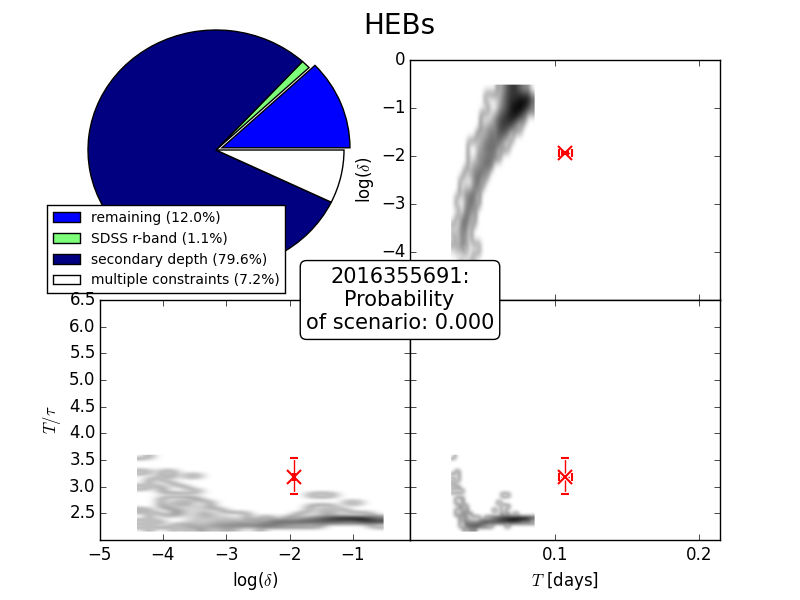 HEBs
remaining (12.0%)
SDSS r-band (1.1%)
secondary depth (79.6%)
multiple constraints (7.2%)
0
−1
−2
−3
−4
log(δ)
2016355691:
Probability
of scenario: 0.000
6.5
6.0
5.5
5.0
4.5
4.0
3.5
3.0
2.5
T/τ
−5
−4
−3
−2
−1
log(δ)
0.1
0.2
T [days]